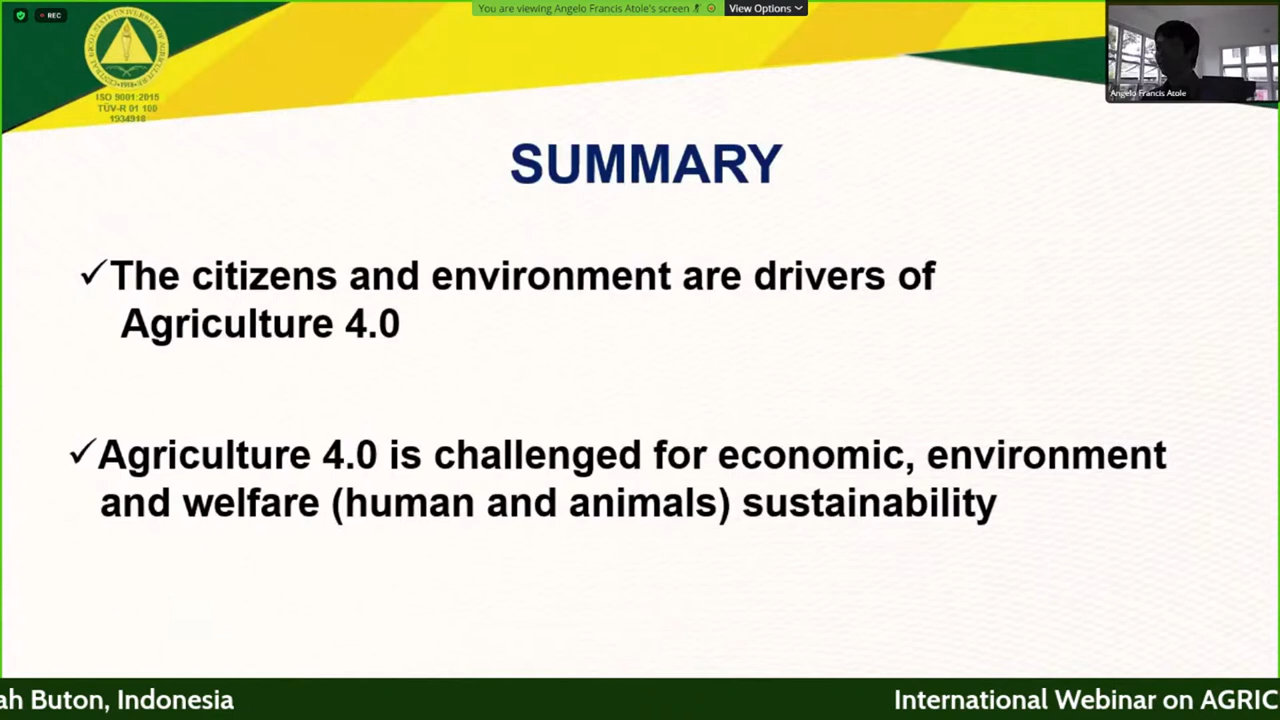 REC
You are viewing Angelo Francis Atole's screen
View Options
ISO 9001:2015
TÜV-R 01 100
1934918
Angelo Francis Atole
SUMMARY
✓The citizens and environment are drivers of
Agriculture 4.0
✓Agriculture 4.0 is challenged for economic, environment
and welfare (human and animals) sustainability
ah Buton, Indonesia
International Webinar on AGRIC